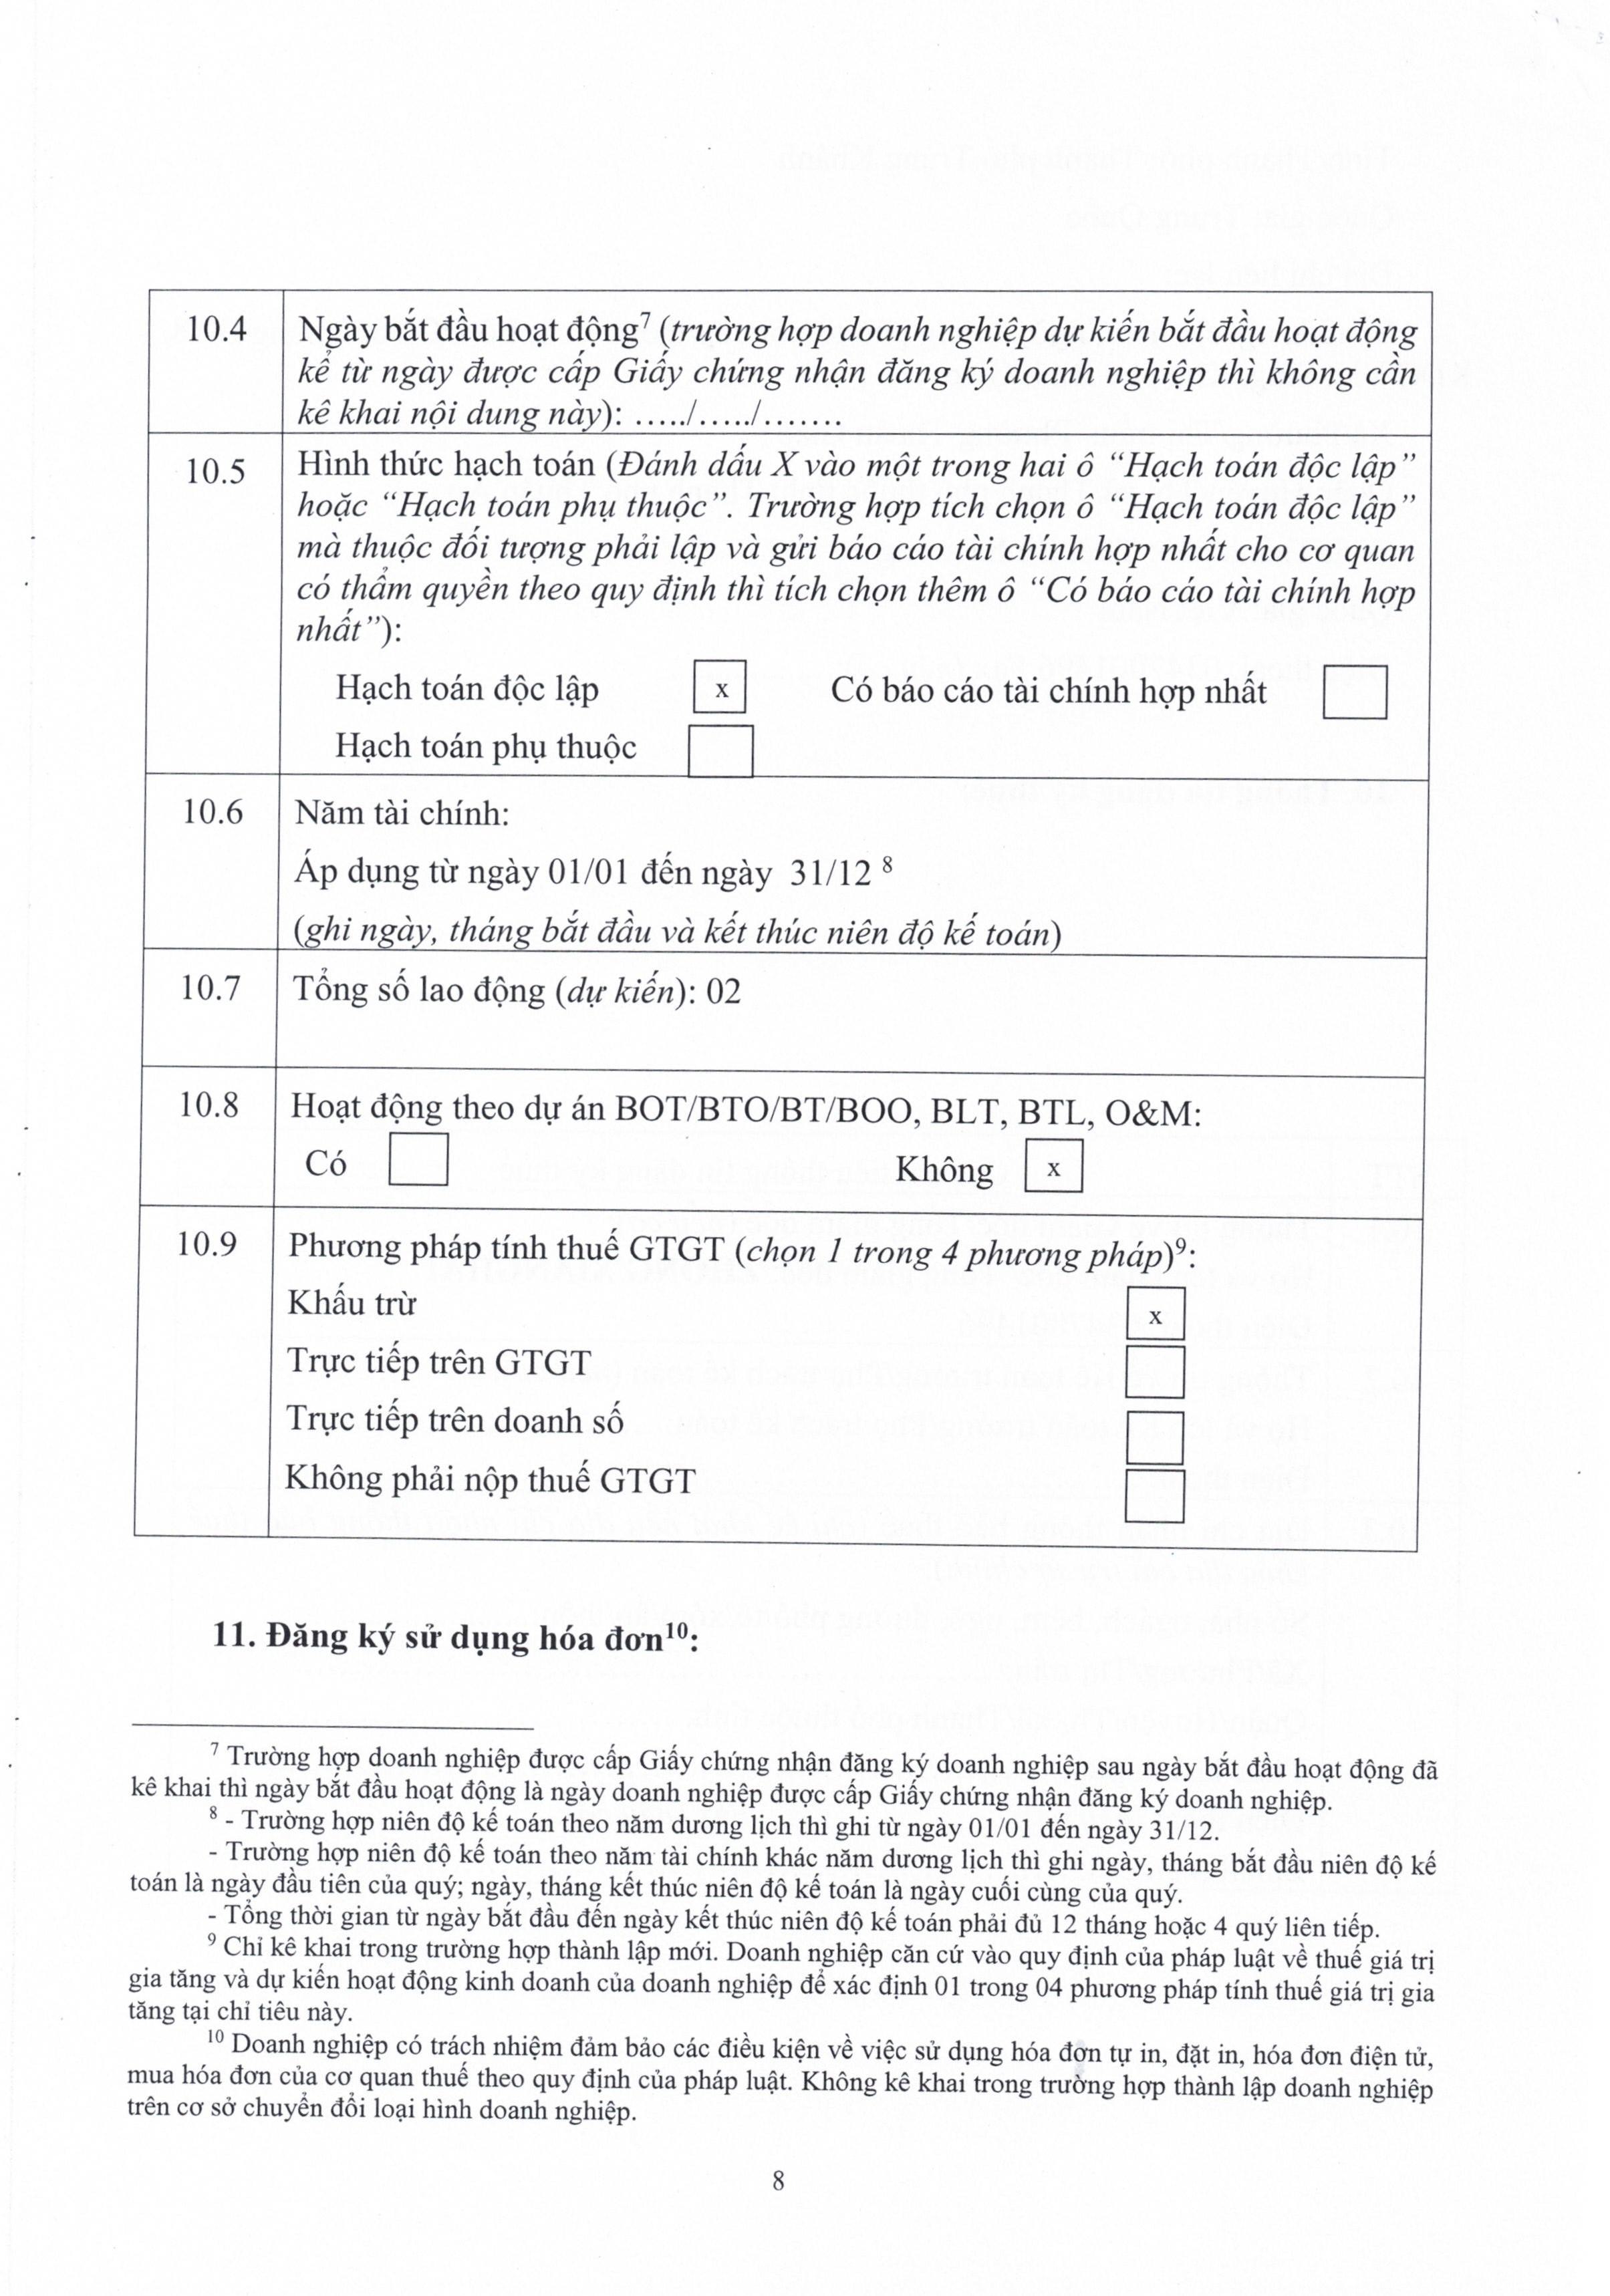 10.4 Ngày bắt đầu hoạt động⁷ (trường hợp doanh nghiệp dự kiến bắt đầu hoạt động
kể từ ngày được cấp Giấy chứng nhận đăng ký doanh nghiệp thì không cần
kê khai nội dung này): …../…../…….
10.5 Hình thức hạch toán (Đánh dấu X vào một trong hai ô “Hạch toán độc lập”
hoặc “Hạch toán phụ thuộc”. Trường hợp tích chọn ô “Hạch toán độc lập”
mà thuộc đối tượng phải lập và gửi báo cáo tài chính hợp nhất cho cơ quan
có thẩm quyền theo quy định thì tích chọn thêm ô “Có báo cáo tài chính hợp
nhất”):
Hạch toán độc lập x Có báo cáo tài chính hợp nhất
Hạch toán phụ thuộc
10.6 Năm tài chính:
Áp dụng từ ngày 01/01 đến ngày 31/12 ⁸
(ghi ngày, tháng bắt đầu và kết thúc niên độ kế toán)
10.7 Tổng số lao động (dự kiến): 02
10.8 Hoạt động theo dự án BOT/BTO/BT/BOO, BLT, BTL, O&M:
Có Không x
10.9 Phương pháp tính thuế GTGT (chọn 1 trong 4 phương pháp)⁹:
Khấu trừ x
Trực tiếp trên GTGT
Trực tiếp trên doanh số
Không phải nộp thuế GTGT
11. Đăng ký sử dụng hóa đơn¹⁰:
⁷ Trường hợp doanh nghiệp được cấp Giấy chứng nhận đăng ký doanh nghiệp sau ngày bắt đầu hoạt động đã
kê khai thì ngày bắt đầu hoạt động là ngày doanh nghiệp được cấp Giấy chứng nhận đăng ký doanh nghiệp.
⁸ - Trường hợp niên độ kế toán theo năm dương lịch thì ghi từ ngày 01/01 đến ngày 31/12.
- Trường hợp niên độ kế toán theo năm tài chính khác năm dương lịch thì ghi ngày, tháng bắt đầu niên độ kế
toán là ngày đầu tiên của quý; ngày, tháng kết thúc niên độ kế toán là ngày cuối cùng của quý.
- Tổng thời gian từ ngày bắt đầu đến ngày kết thúc niên độ kế toán phải đủ 12 tháng hoặc 4 quý liên tiếp.
⁹ Chỉ kê khai trong trường hợp thành lập mới. Doanh nghiệp căn cứ vào quy định của pháp luật về thuế giá trị
gia tăng và dự kiến hoạt động kinh doanh của doanh nghiệp để xác định 01 trong 04 phương pháp tính thuế giá trị gia
tăng tại chỉ tiêu này.
¹⁰ Doanh nghiệp có trách nhiệm đảm bảo các điều kiện về việc sử dụng hóa đơn tự in, đặt in, hóa đơn điện tử,
mua hóa đơn của cơ quan thuế theo quy định của pháp luật. Không kê khai trong trường hợp thành lập doanh nghiệp
trên cơ sở chuyển đổi loại hình doanh nghiệp.
8